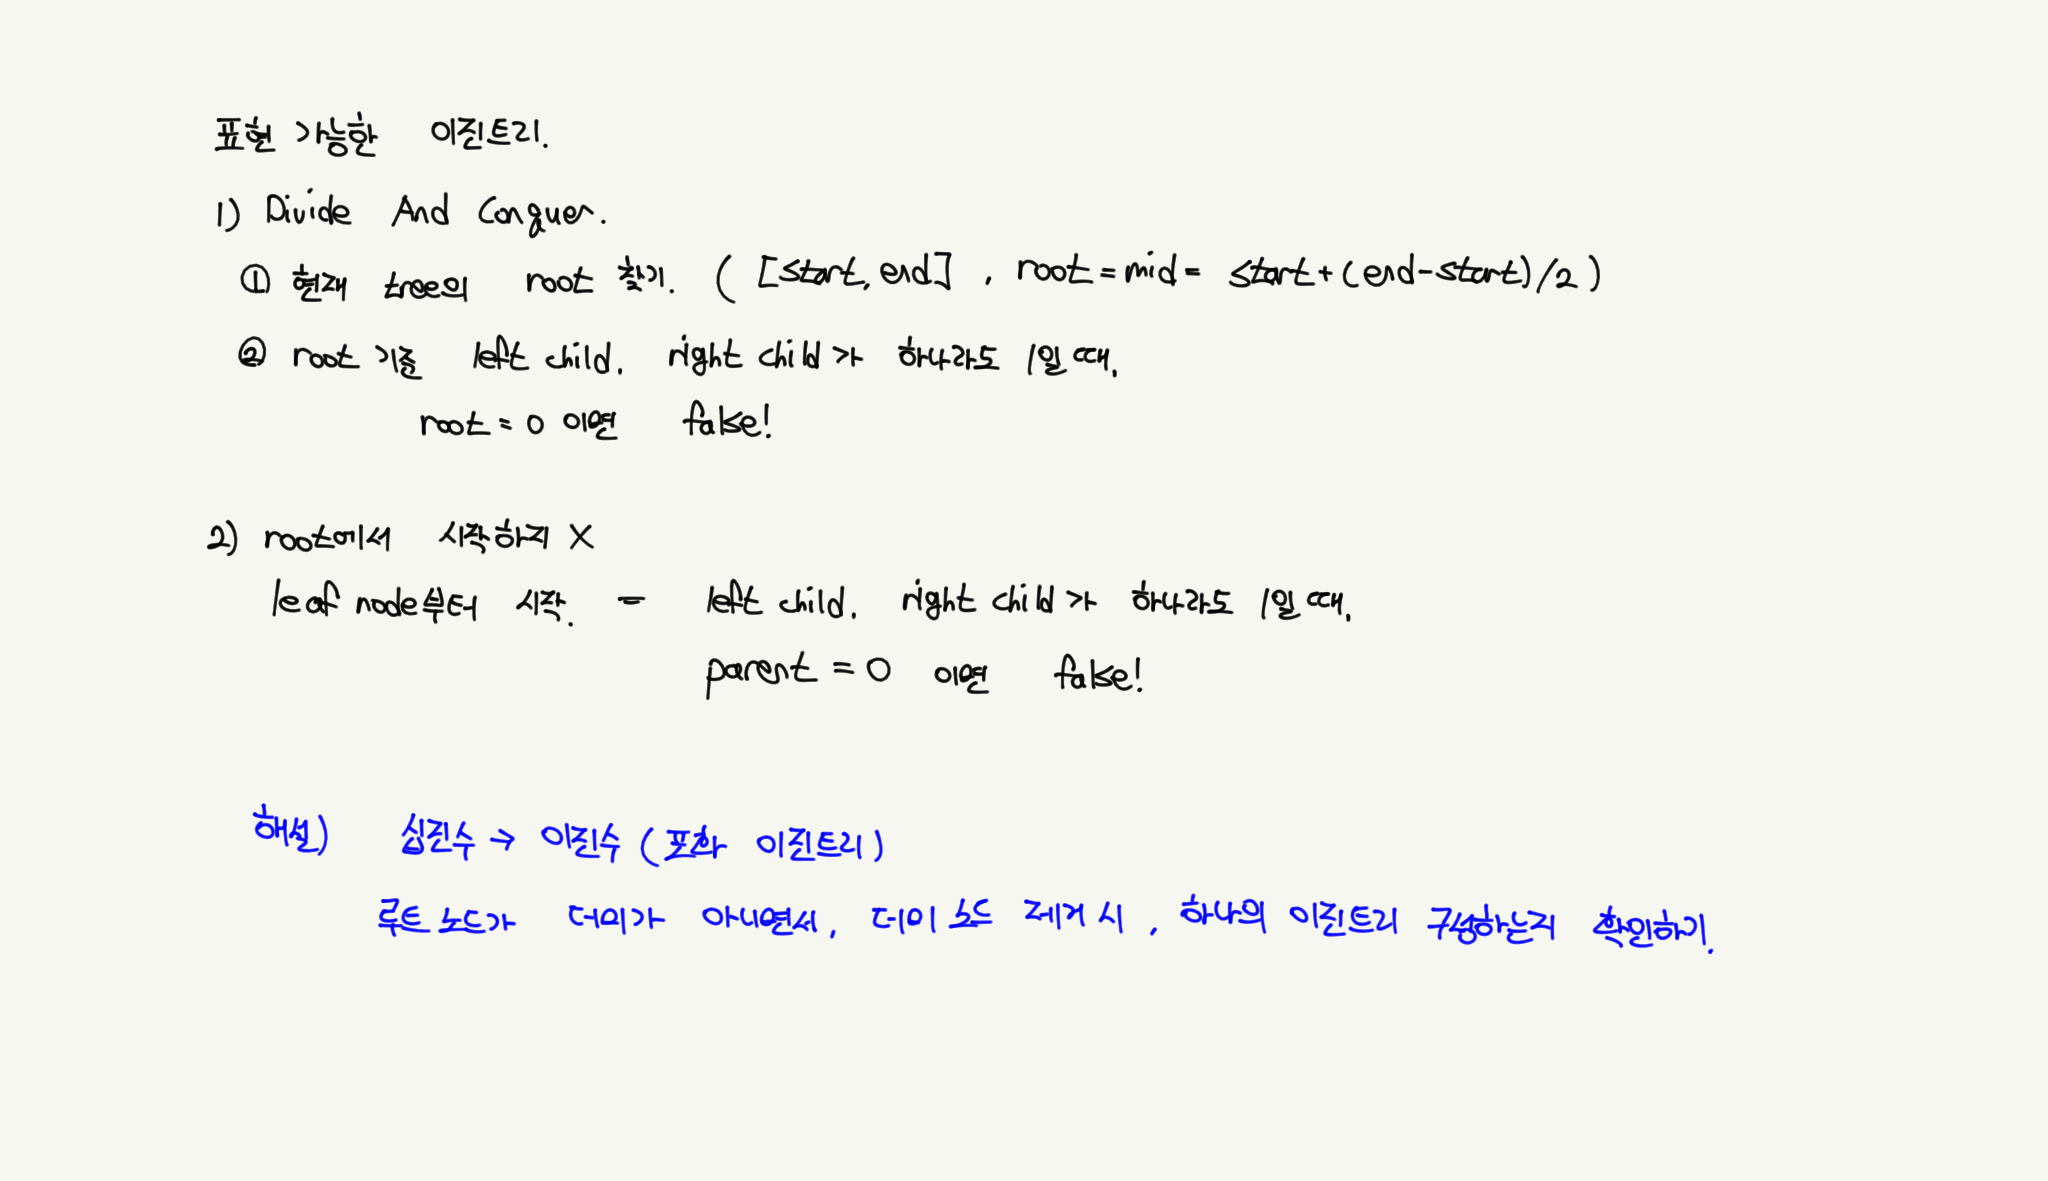 표현 가능한 이진트리.
1) Divide And Conquer.
① 현재 tree의 root 찾기. ( [start, end] , root = mid = start + (end-start)/2 )
② root 기준 left child. right child가 하나라도 1일 때,
root = 0 이면 false!
2) root에서 시작하지 X
leaf node부터 시작. - left child. right child가 하나라도 1일 때,
parent = 0 이면 false!
해설) 십진수 → 이진수 (포화 이진트리)
루트 노드가 더미가 아니면서, 더미 노드 제거 시, 하나의 이진트리 구성하는지 확인하기.